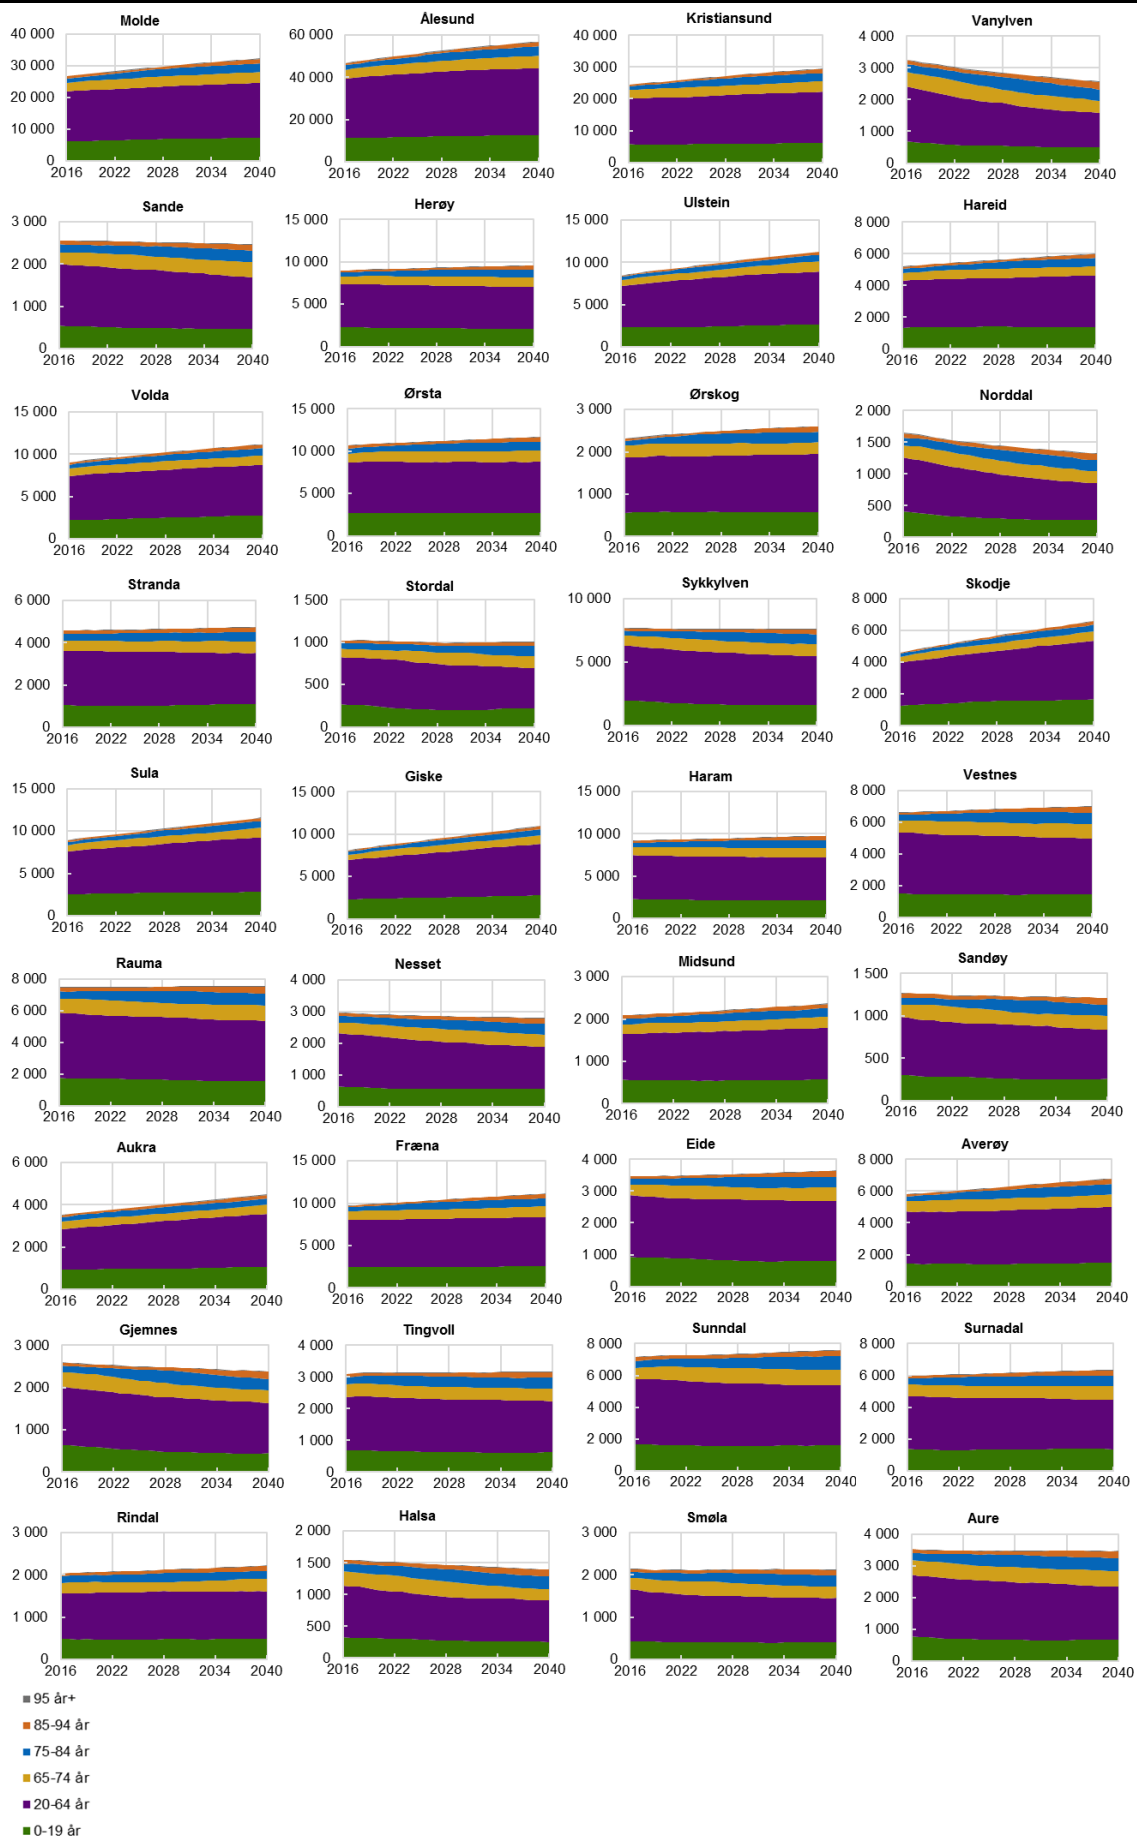 Molde
Ålesund
Kristiansund
Vanylven
40 000
30 000
20 000
10 000
0
2016 2022 2028 2034 2040
60 000
40 000
20 000
0
2016 2022 2028 2034 2040
40 000
30 000
20 000
10 000
0
2016 2022 2028 2034 2040
4 000
3 000
2 000
1 000
0
2016 2022 2028 2034 2040
Sande
Herøy
Ulstein
Hareid
3 000
2 000
1 000
0
2016 2022 2028 2034 2040
15 000
10 000
5 000
0
2016 2022 2028 2034 2040
15 000
10 000
5 000
0
2016 2022 2028 2034 2040
8 000
6 000
4 000
2 000
0
2016 2022 2028 2034 2040
Volda
Ørsta
Ørskog
Norddal
15 000
10 000
5 000
0
2016 2022 2028 2034 2040
15 000
10 000
5 000
0
2016 2022 2028 2034 2040
3 000
2 000
1 000
0
2016 2022 2028 2034 2040
2 000
1 500
1 000
500
0
2016 2022 2028 2034 2040
Stranda
Stordal
Sykkylven
Skodje
6 000
4 000
2 000
0
2016 2022 2028 2034 2040
1 500
1 000
500
0
2016 2022 2028 2034 2040
10 000
5 000
0
2016 2022 2028 2034 2040
8 000
6 000
4 000
2 000
0
2016 2022 2028 2034 2040
Sula
Giske
Haram
Vestnes
15 000
10 000
5 000
0
2016 2022 2028 2034 2040
15 000
10 000
5 000
0
2016 2022 2028 2034 2040
15 000
10 000
5 000
0
2016 2022 2028 2034 2040
8 000
6 000
4 000
2 000
0
2016 2022 2028 2034 2040
Rauma
Nesset
Midsund
Sandøy
8 000
6 000
4 000
2 000
0
2016 2022 2028 2034 2040
4 000
3 000
2 000
1 000
0
2016 2022 2028 2034 2040
3 000
2 000
1 000
0
2016 2022 2028 2034 2040
1 500
1 000
500
0
2016 2022 2028 2034 2040
Aukra
Fræna
Eide
Averøy
6 000
4 000
2 000
0
2016 2022 2028 2034 2040
15 000
10 000
5 000
0
2016 2022 2028 2034 2040
4 000
3 000
2 000
1 000
0
2016 2022 2028 2034 2040
8 000
6 000
4 000
2 000
0
2016 2022 2028 2034 2040
Gjemnes
Tingvoll
Sunndal
Surnadal
3 000
2 000
1 000
0
2016 2022 2028 2034 2040
4 000
3 000
2 000
1 000
0
2016 2022 2028 2034 2040
8 000
6 000
4 000
2 000
0
2016 2022 2028 2034 2040
8 000
6 000
4 000
2 000
0
2016 2022 2028 2034 2040
Rindal
Halsa
Smøla
Aure
3 000
2 000
1 000
0
2016 2022 2028 2034 2040
2 000
1 500
1 000
500
0
2016 2022 2028 2034 2040
3 000
2 000
1 000
0
2016 2022 2028 2034 2040
4 000
3 000
2 000
1 000
0
2016 2022 2028 2034 2040
95 år+
85-94 år
75-84 år
65-74 år
20-64 år
0-19 år